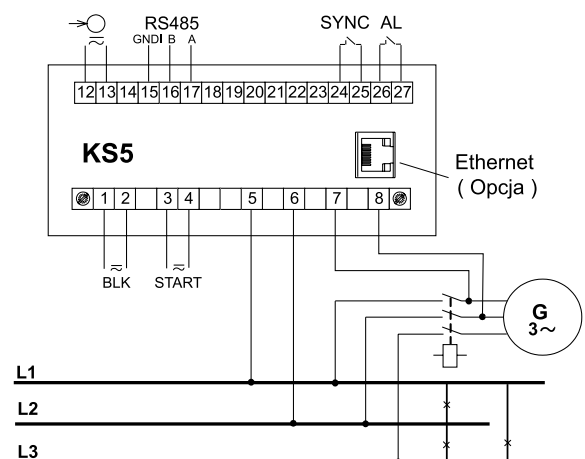 RS485 SYNC AL
GNDI B A
12 13 14 15 16 17 18 19 20 21 22 23 24 25 26 27
KS5
Ethernet
( Opcja )
1 2 3 4 5 6 7 8
BLK START
G
3~
L1
L2
L3